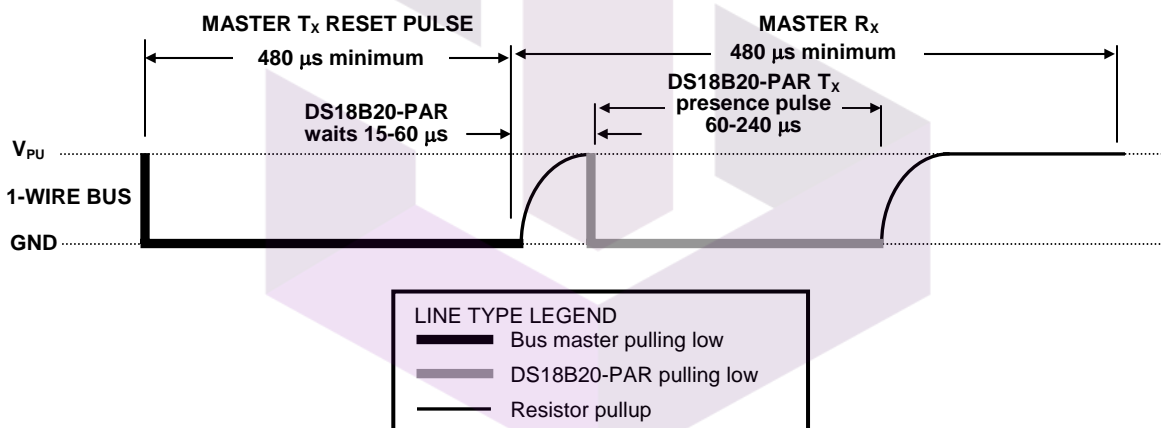 MASTER TX RESET PULSE
480 μs minimum
MASTER RX
480 μs minimum
DS18B20-PAR
waits 15-60 μs
DS18B20-PAR TX
presence pulse
60-240 μs
VPU
1-WIRE BUS
GND
LINE TYPE LEGEND
Bus master pulling low
DS18B20-PAR pulling low
Resistor pullup